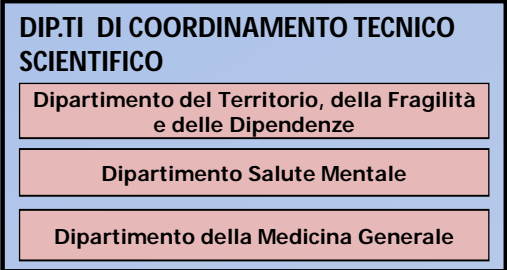 DIP.TI DI COORDINAMENTO TECNICO
SCIENTIFICO
Dipartimento del Territorio, della Fragilità
e delle Dipendenze
Dipartimento Salute Mentale
Dipartimento della Medicina Generale